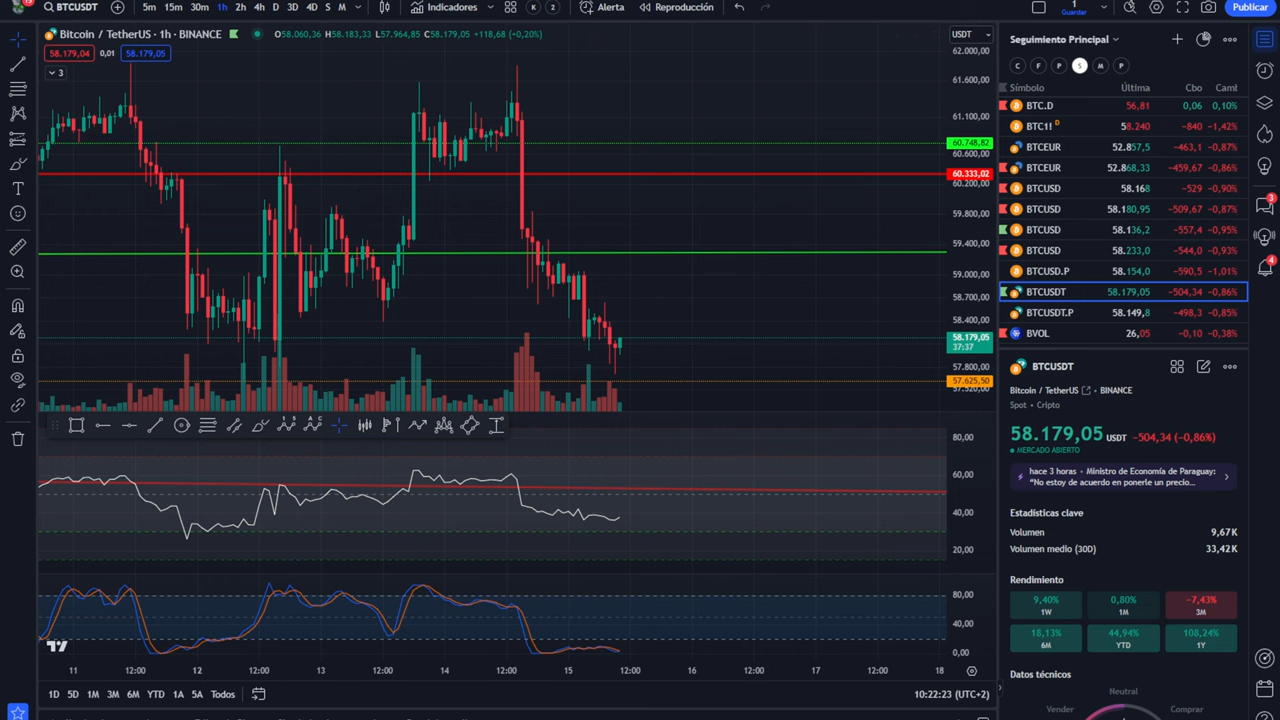 BTCUSDT
5m 15m 30m 1h 2h 4h D 3D 4D S M
Indicadores
K 2
Alerta
Reproducción
1
Guardar
Publicar
Bitcoin / TetherUS · 1h · BINANCE
O58.060,36 H58.183,33 L57.964,85 C58.179,05 +118,68 (+0,20%)
58.179,04 0,01 58.179,05
3
USDT
62.000,00
61.600,00
61.100,00
60.748,82
60.600,00
60.333,02
60.200,00
59.800,00
59.400,00
59.000,00
58.700,00
58.400,00
58.179,05
37:37
57.800,00
57.625,50
80,00
60,00
40,00
20,00
80,00
40,00
0,00
11 12:00 12 12:00 13 12:00 14 12:00 15 12:00 16 12:00 17 12:00 18
1D 5D 1M 3M 6M YTD 1A 5A Todos
10:22:23 (UTC+2)
Seguimiento Principal
C F P S M P
Símbolo Última Cbo Cam%
BTC.D 56,81 0,06 0,10%
BTC1! D 58.240 −840 −1,42%
BTCEUR 52.857,5 −463,1 −0,87%
BTCEUR 52.868,33 −459,67 −0,86%
BTCUSD 58.168 −529 −0,90%
BTCUSD 58.180,95 −509,67 −0,87%
BTCUSD 58.136,2 −557,4 −0,95%
BTCUSD 58.233,0 −544,0 −0,93%
BTCUSD.P 58.154,0 −590,5 −1,01%
BTCUSDT 58.179,05 −504,34 −0,86%
BTCUSDT.P 58.149,8 −498,3 −0,85%
BVOL 26,05 −0,10 −0,38%
BTCUSDT
Bitcoin / TetherUS • BINANCE
Spot • Cripto
58.179,05 USDT −504,34 (−0,86%)
MERCADO ABIERTO
hace 3 horas • Ministro de Economía de Paraguay:
“No estoy de acuerdo en ponerle un precio...
Estadísticas clave
Volumen 9,67K
Volumen medio (30D) 33,42K
Rendimiento
9,40% 0,80% −7,43%
1W 1M 3M
18,13% 44,94% 108,24%
6M YTD 1Y
Datos técnicos
Neutral
Vender Comprar
3
4